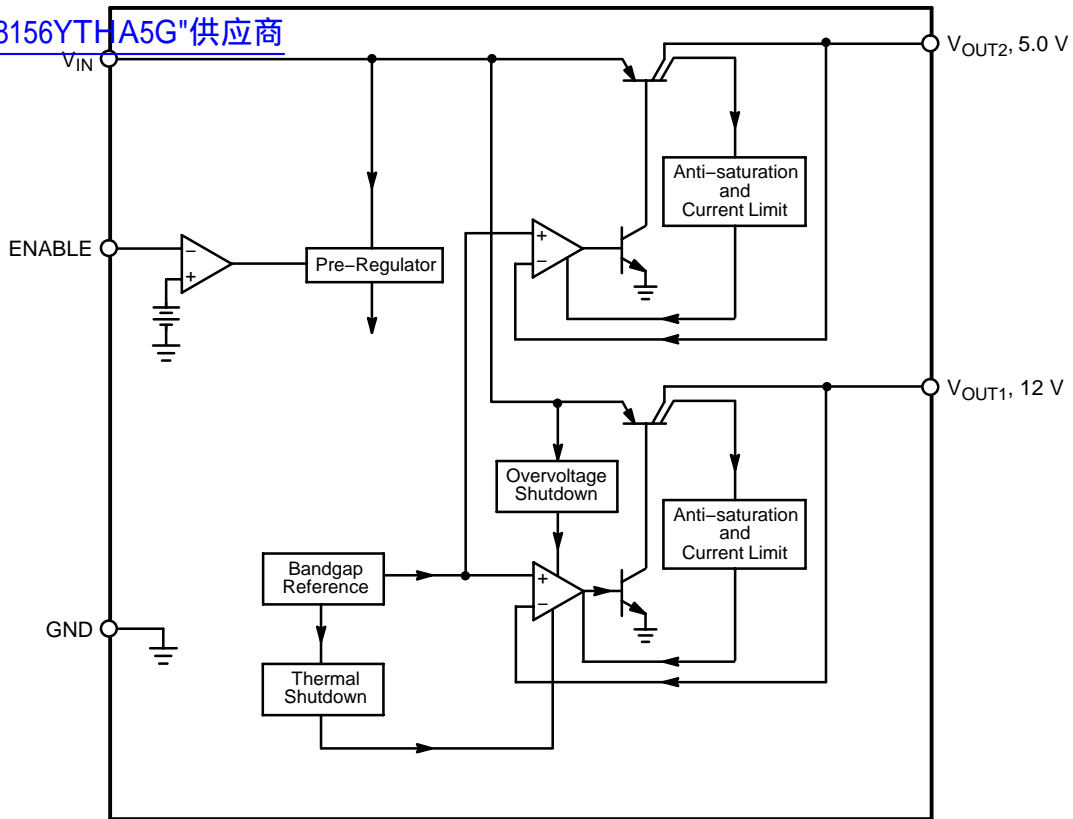 8156YTHA5G"供应商
VIN
VOUT2, 5.0 V
Anti−saturation
and
Current Limit
ENABLE
−
+
Pre−Regulator
+
−
VOUT1, 12 V
Overvoltage
Shutdown
Anti−saturation
and
Current Limit
Bandgap
Reference
+
−
GND
Thermal
Shutdown